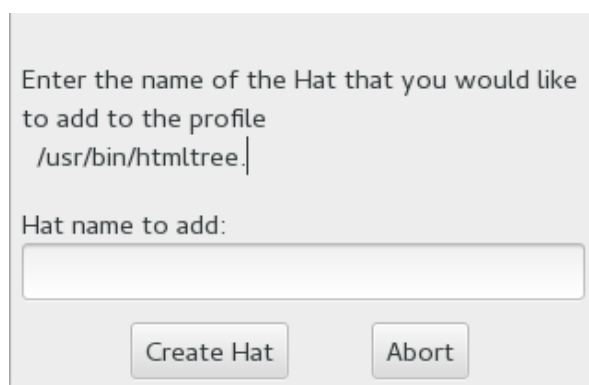 Enter the name of the Hat that you would like
to add to the profile
/usr/bin/htmltree.
Hat name to add:
Create Hat
Abort